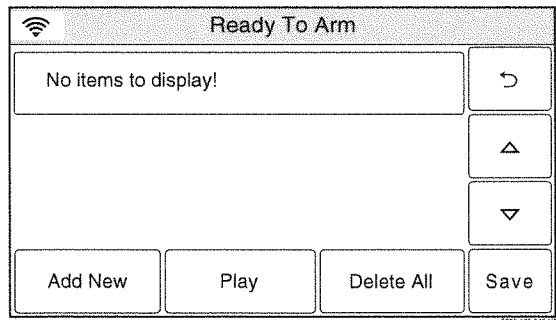 Ready To Arm
No items to display!
Add New
Play
Delete All
Save